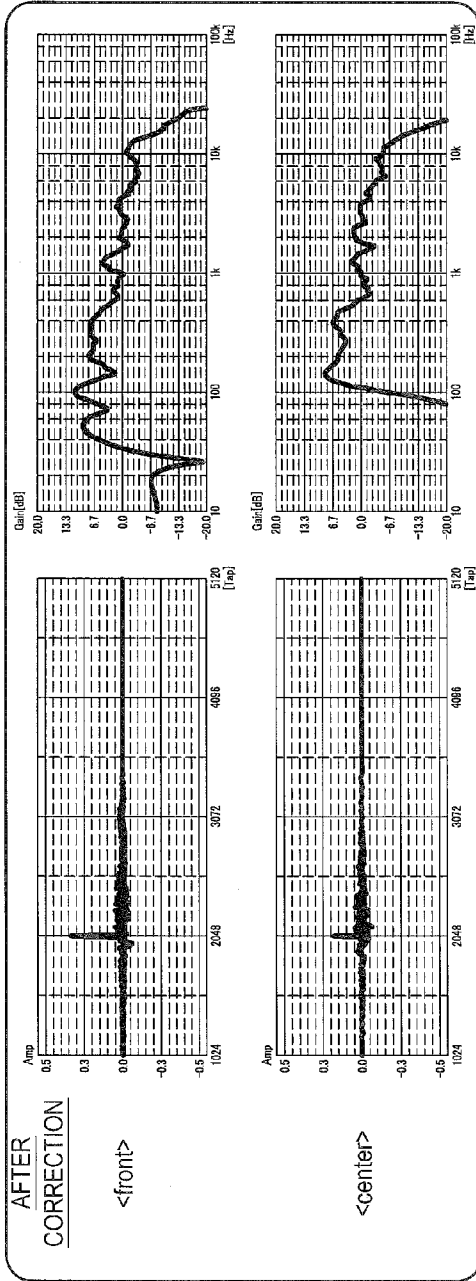 AFTER
CORRECTION
<front>
Amp
0.5
0.3
0.0
-0.3
-0.5
1024
2048
3072
4096
5120
[Tap]
Gain[dB]
20.0
13.3
6.7
0.0
-6.7
-13.3
-20.0
10
100
1k
10k
100k
[Hz]
<center>
Amp
0.5
0.3
0.0
-0.3
-0.5
1024
2048
3072
4096
5120
[Tap]
Gain[dB]
20.0
13.3
6.7
0.0
-6.7
-13.3
-20.0
10
100
1k
10k
100k
[Hz]